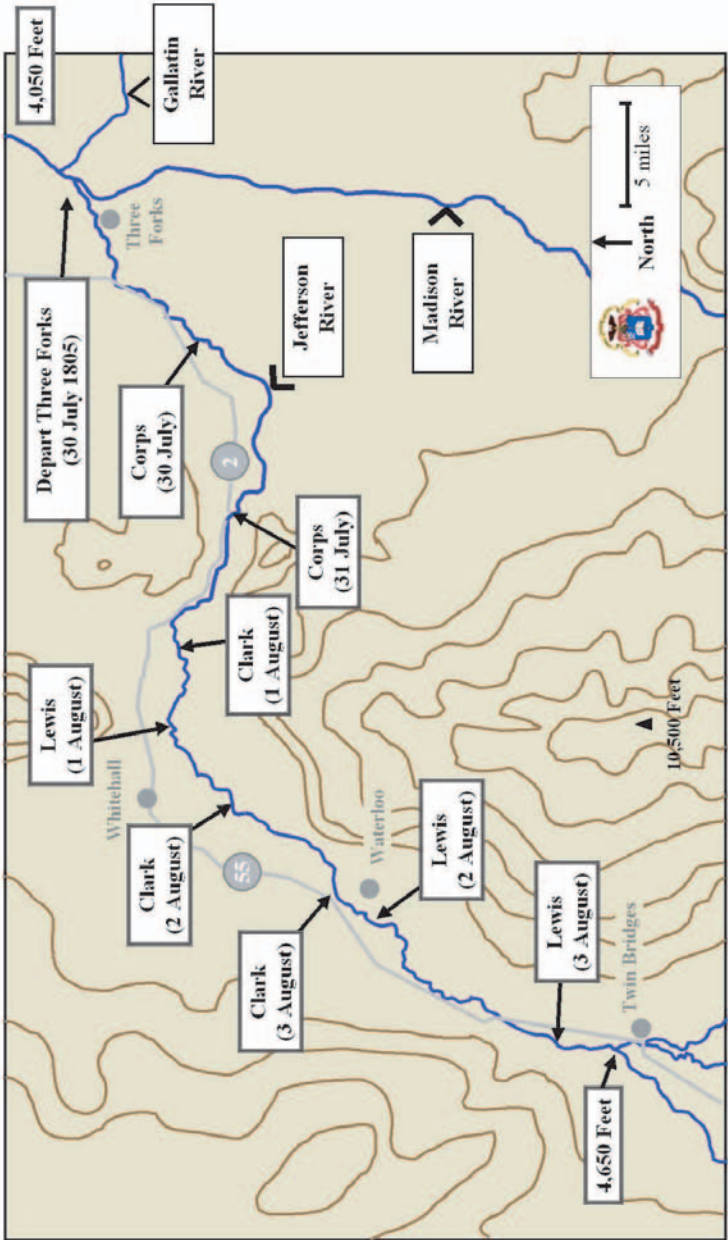 4,050 Feet
Gallatin
River
Three
Forks
Depart Three Forks
(30 July 1805)
Corps
(30 July)
Jefferson
River
Madison
River
North
5 miles
2
Corps
(31 July)
Clark
(1 August)
Lewis
(1 August)
Whitehall
Clark
(2 August)
55
Waterloo
Lewis
(2 August)
Clark
(3 August)
Lewis
(3 August)
Twin Bridges
10,500 Feet
4,650 Feet